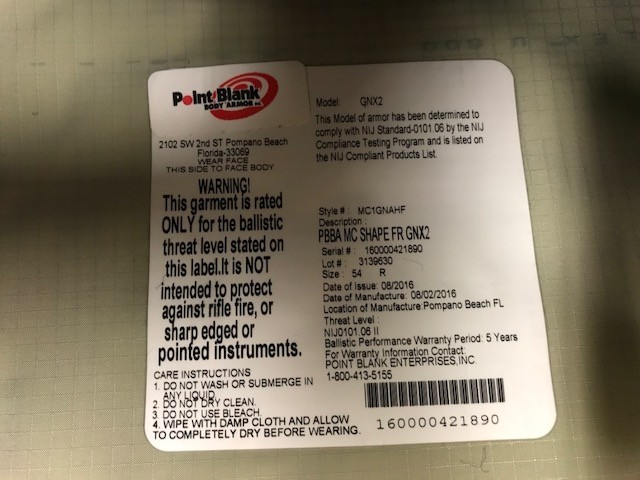 Point Blank
BODY ARMOR INC.
2102 SW 2nd ST Pompano Beach
Florida-33069
WEAR FACE
THIS SIDE TO FACE BODY
WARNING!
This garment is rated
ONLY for the ballistic
threat level stated on
this label.It is NOT
intended to protect
against rifle fire, or
sharp edged or
pointed instruments.
CARE INSTRUCTIONS
1. DO NOT WASH OR SUBMERGE IN
ANY LIQUID.
2. DO NOT DRY CLEAN.
3. DO NOT USE BLEACH.
4. WIPE WITH DAMP CLOTH AND ALLOW
TO COMPLETELY DRY BEFORE WEARING.
Model: GNX2
This Model of armor has been determined to
comply with NIJ Standard-0101.06 by the NIJ
Compliance Testing Program and is listed on
the NIJ Compliant Products List.
Style # : MC1GNAHF
Description :
PBBA MC SHAPE FR GNX2
Serial # : 160000421890
Lot # : 3139630
Size : 54 R
Date of Issue: 08/2016
Date of Manufacture: 08/02/2016
Location of Manufacture:Pompano Beach FL
Threat Level :
NIJ0101.06 II
Ballistic Performance Warranty Period: 5 Years
For Warranty Information Contact:
POINT BLANK ENTERPRISES,INC.
1-800-413-5155
160000421890